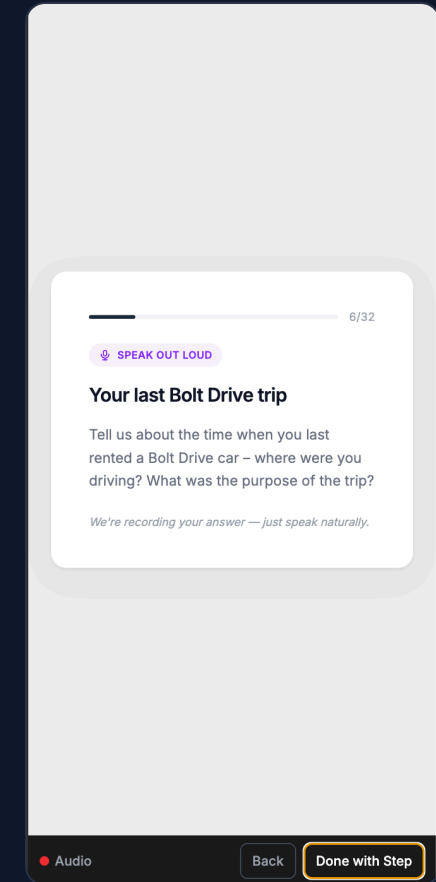 6/32
SPEAK OUT LOUD
Your last Bolt Drive trip
Tell us about the time when you last
rented a Bolt Drive car – where were you
driving? What was the purpose of the trip?
We're recording your answer — just speak naturally.
Audio
Back
Done with Step